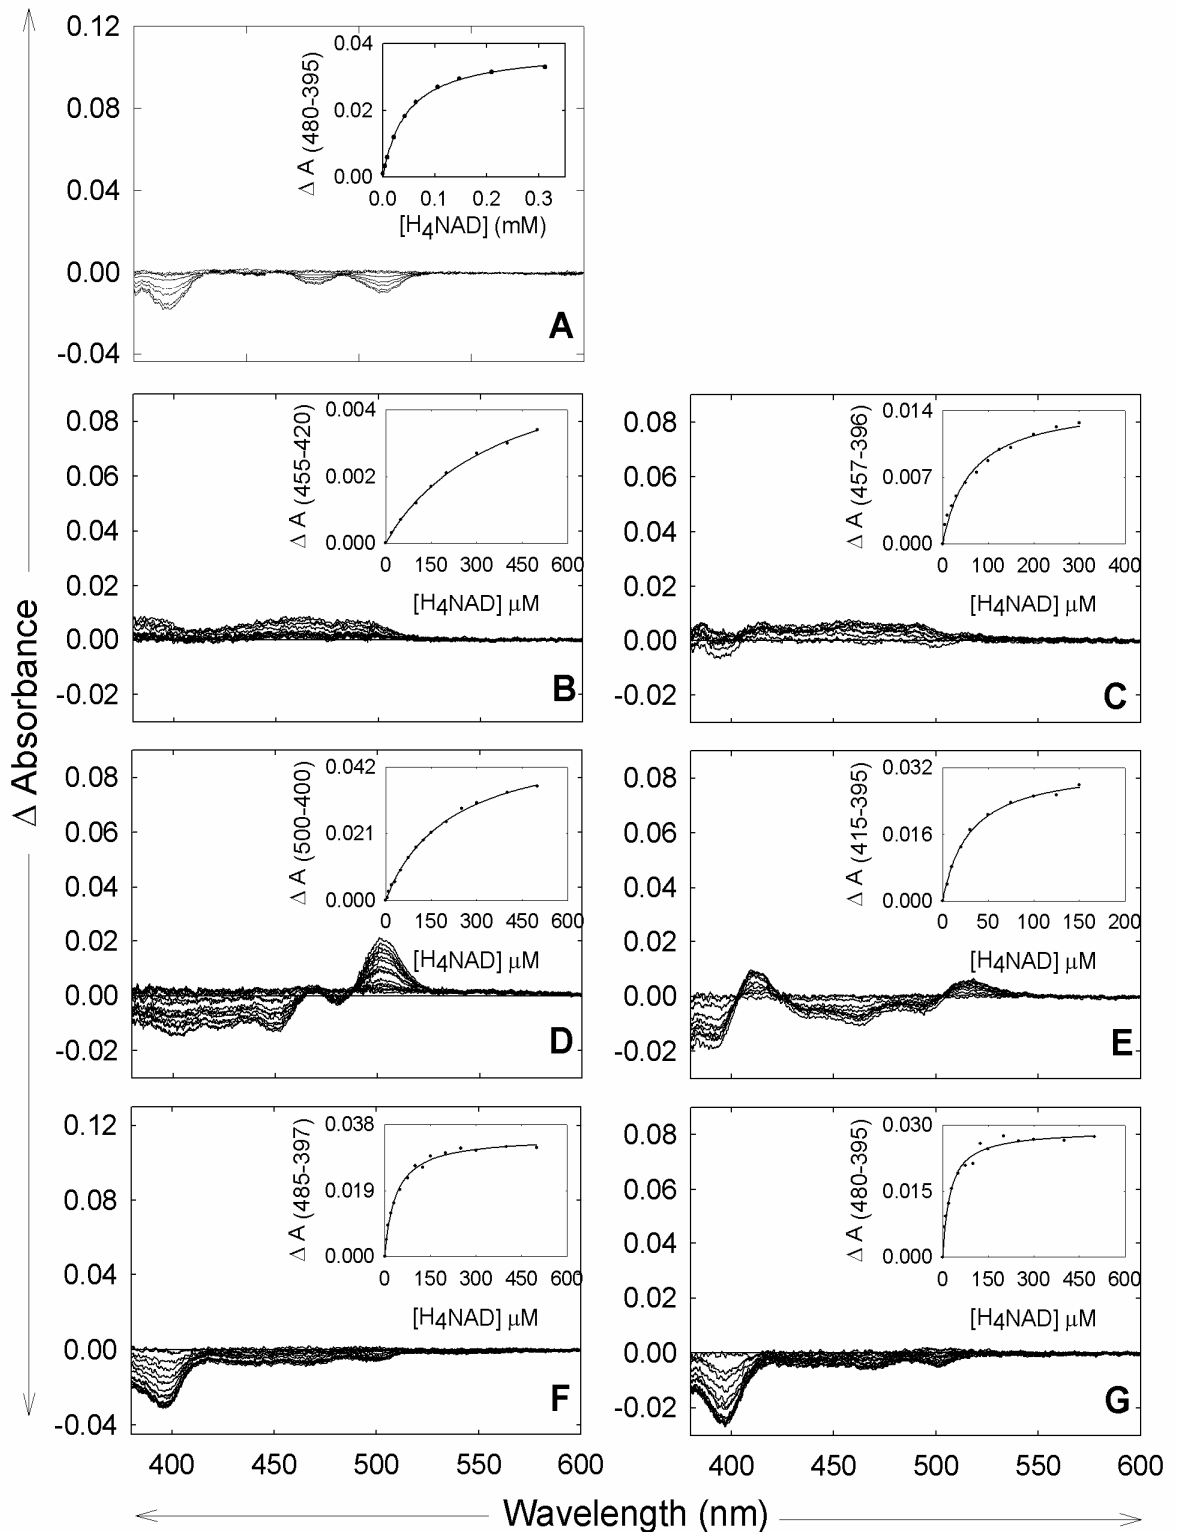 Δ Absorbance
0.12
0.08
0.04
0.00
-0.04
Δ A (480-395)
0.04
0.02
0.00
0.0 0.1 0.2 0.3
[H4NAD] (mM)
A
0.08
0.06
0.04
0.02
0.00
-0.02
Δ A (455-420)
0.004
0.002
0.000
0 150 300 450 600
[H4NAD] μM
B
0.08
0.06
0.04
0.02
0.00
-0.02
Δ A (457-396)
0.014
0.007
0.000
0 100 200 300 400
[H4NAD] μM
C
0.08
0.06
0.04
0.02
0.00
-0.02
Δ A (500-400)
0.042
0.021
0.000
0 150 300 450 600
[H4NAD] μM
D
0.08
0.06
0.04
0.02
0.00
-0.02
Δ A (415-395)
0.032
0.016
0.000
0 50 100 150 200
[H4NAD] μM
E
0.12
0.08
0.04
0.00
-0.04
Δ A (485-397)
0.038
0.019
0.000
0 150 300 450 600
[H4NAD] μM
F
400 450 500 550 600
0.08
0.06
0.04
0.02
0.00
-0.02
Δ A (480-395)
0.030
0.015
0.000
0 150 300 450 600
[H4NAD] μM
G
400 450 500 550 600
Wavelength (nm)